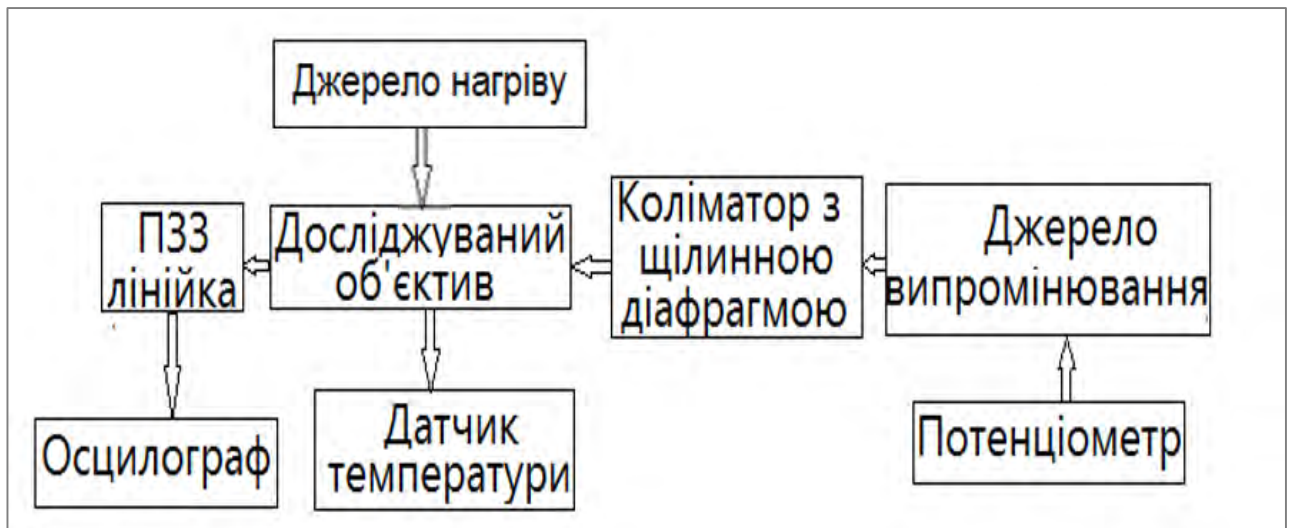 Джерело нагріву
ПЗЗ
лінійка
Досліджуваний
об'єктив
Коліматор з
щілинною
діафрагмою
Джерело
випромінювання
Осцилограф
Датчик
температури
Потенціометр